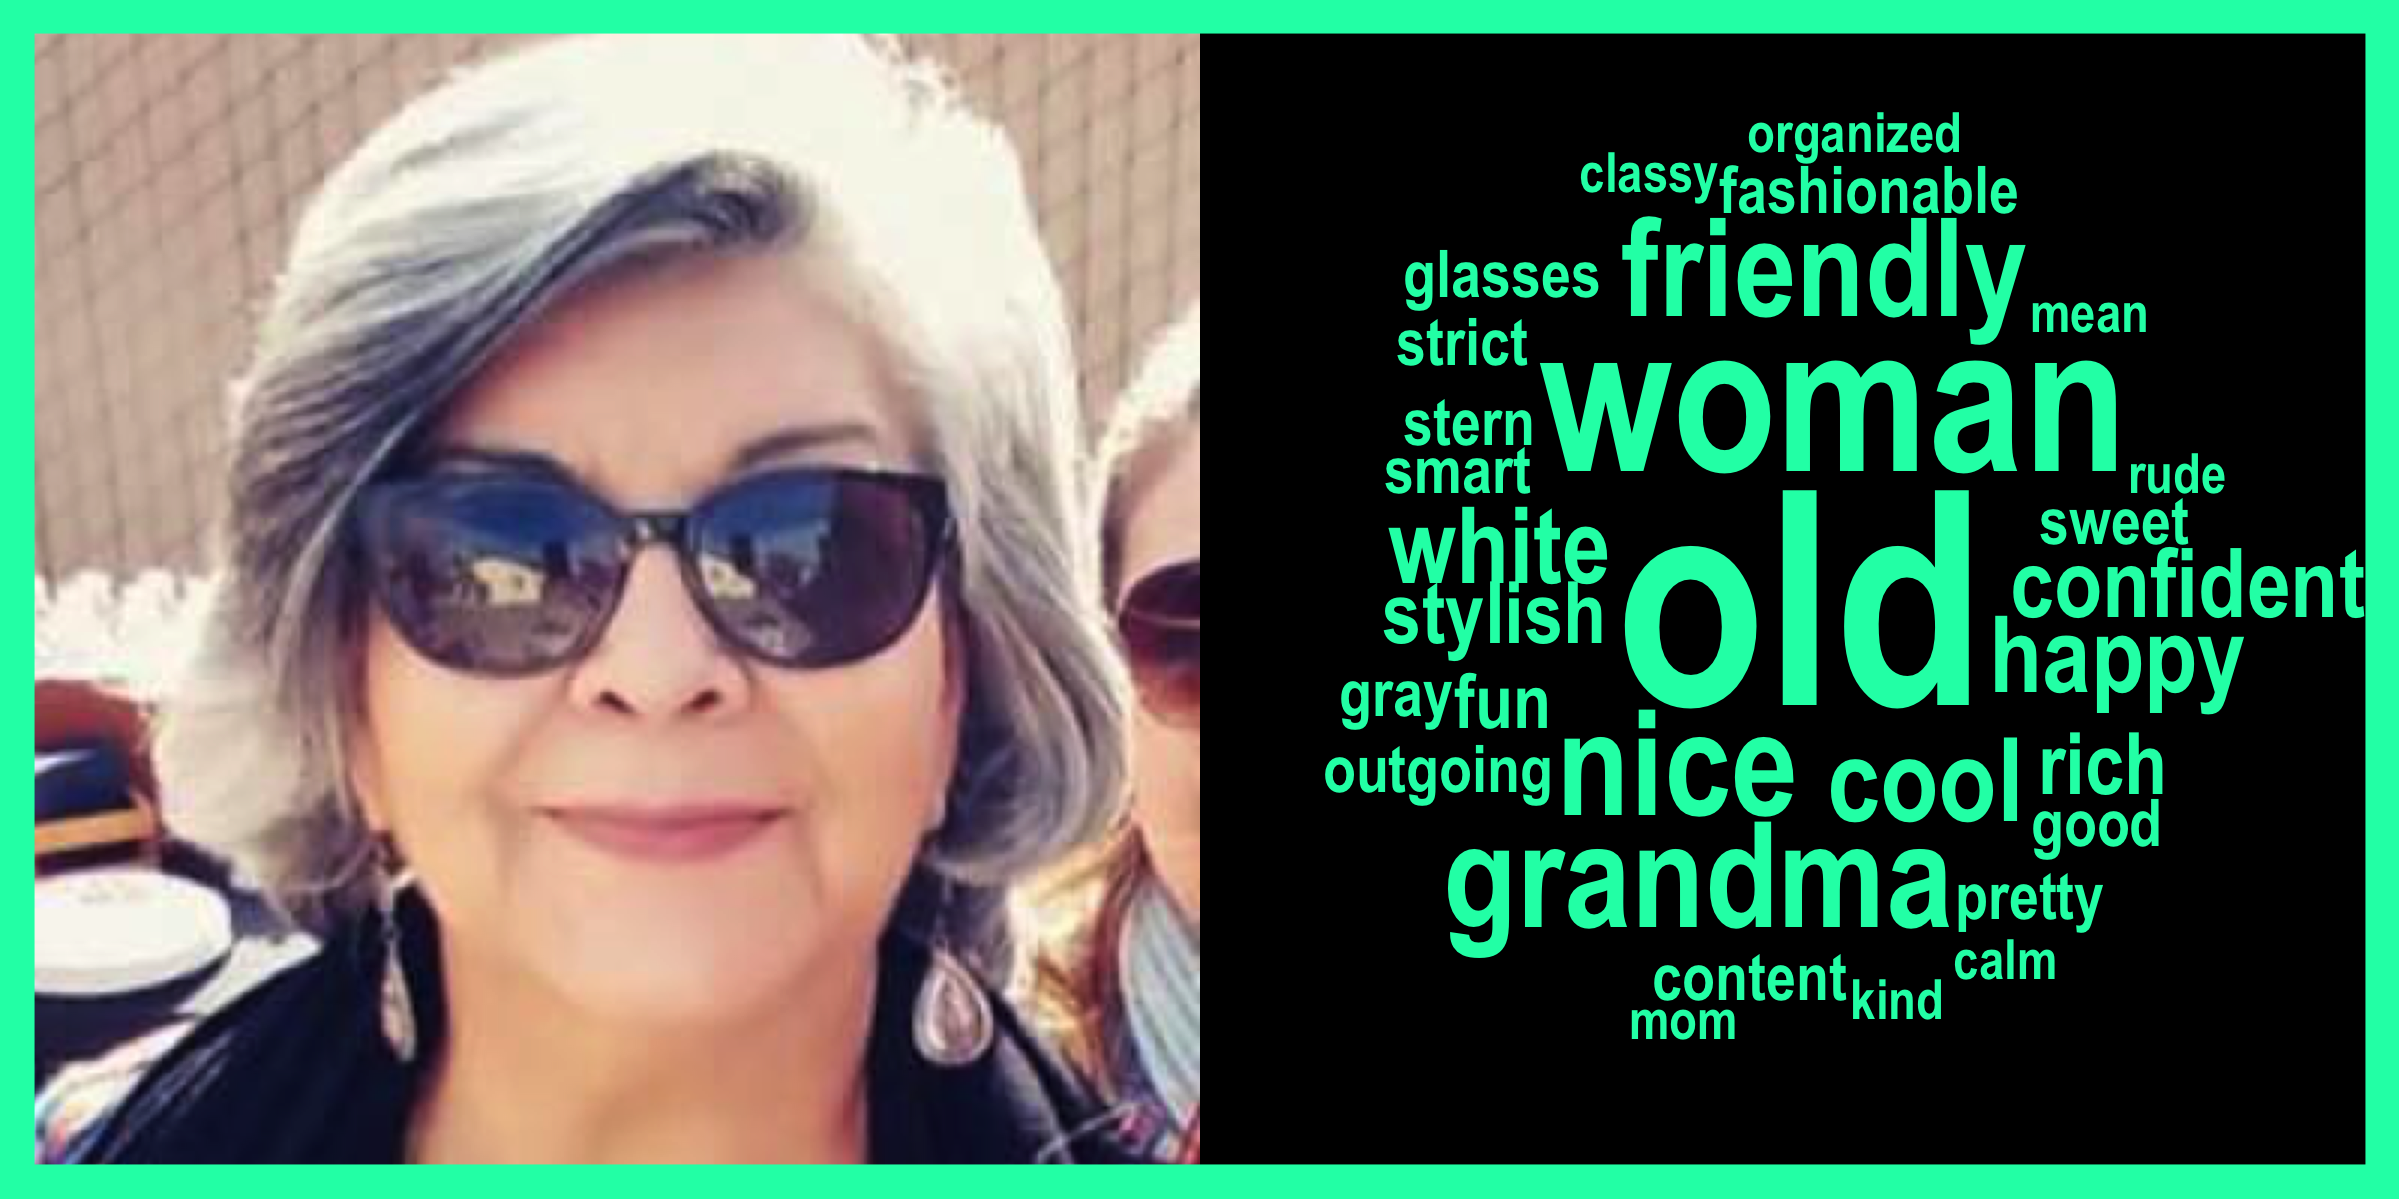 organized
classy fashionable
glasses friendly mean
strict woman
stern
smart rude
white old sweet
stylish confident
happy
gray fun
outgoing nice cool rich
good
grandma pretty
content kind calm
mom